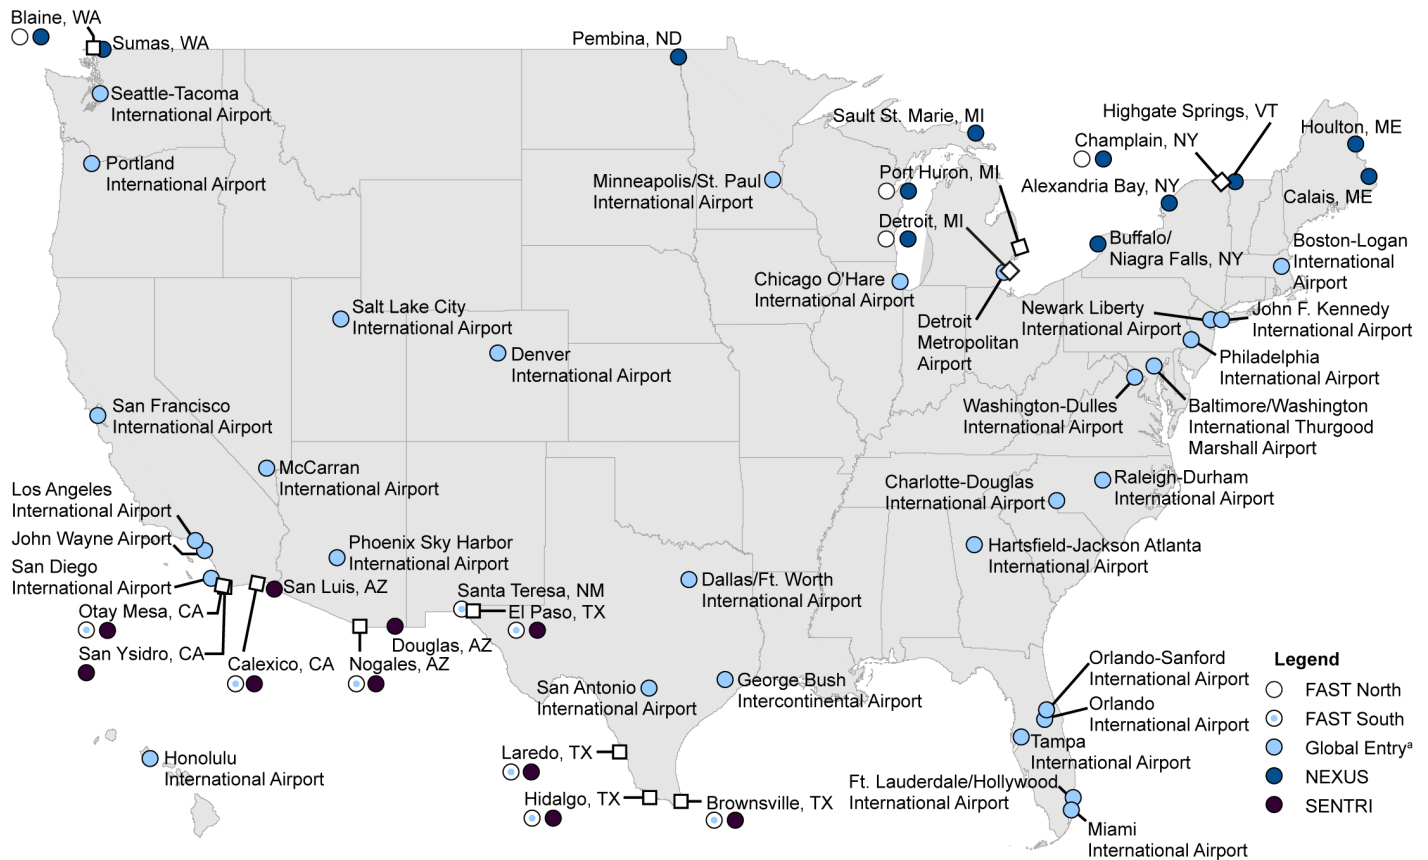 Blaine, WA
Sumas, WA
Seattle-Tacoma
International Airport
Portland
International Airport
Pembina, ND
Minneapolis/St. Paul
International Airport
Sault St. Marie, MI
Port Huron, MI
Detroit, MI
Chicago O'Hare
International Airport
Detroit
Metropolitan
Airport
Highgate Springs, VT
Champlain, NY
Alexandria Bay, NY
Houlton, ME
Calais, ME
Buffalo/
Niagra Falls, NY
Boston-Logan
International
Airport
Newark Liberty
International Airport
John F. Kennedy
International Airport
Philadelphia
International Airport
Washington-Dulles
International Airport
Baltimore/Washington
International Thurgood
Marshall Airport
Salt Lake City
International Airport
Denver
International Airport
San Francisco
International Airport
McCarran
International Airport
Los Angeles
International Airport
John Wayne Airport
San Diego
International Airport
Otay Mesa, CA
San Ysidro, CA
Calexico, CA
San Luis, AZ
Phoenix Sky Harbor
International Airport
Nogales, AZ
Douglas, AZ
Santa Teresa, NM
El Paso, TX
Dallas/Ft. Worth
International Airport
San Antonio
International Airport
George Bush
Intercontinental Airport
Laredo, TX
Hidalgo, TX
Brownsville, TX
Charlotte-Douglas
International Airport
Raleigh-Durham
International Airport
Hartsfield-Jackson Atlanta
International Airport
Orlando-Sanford
International Airport
Orlando
International Airport
Tampa
International Airport
Ft. Lauderdale/Hollywood
International Airport
Miami
International Airport
Honolulu
International Airport
Legend
FAST North
FAST South
Global Entryᵃ
NEXUS
SENTRI